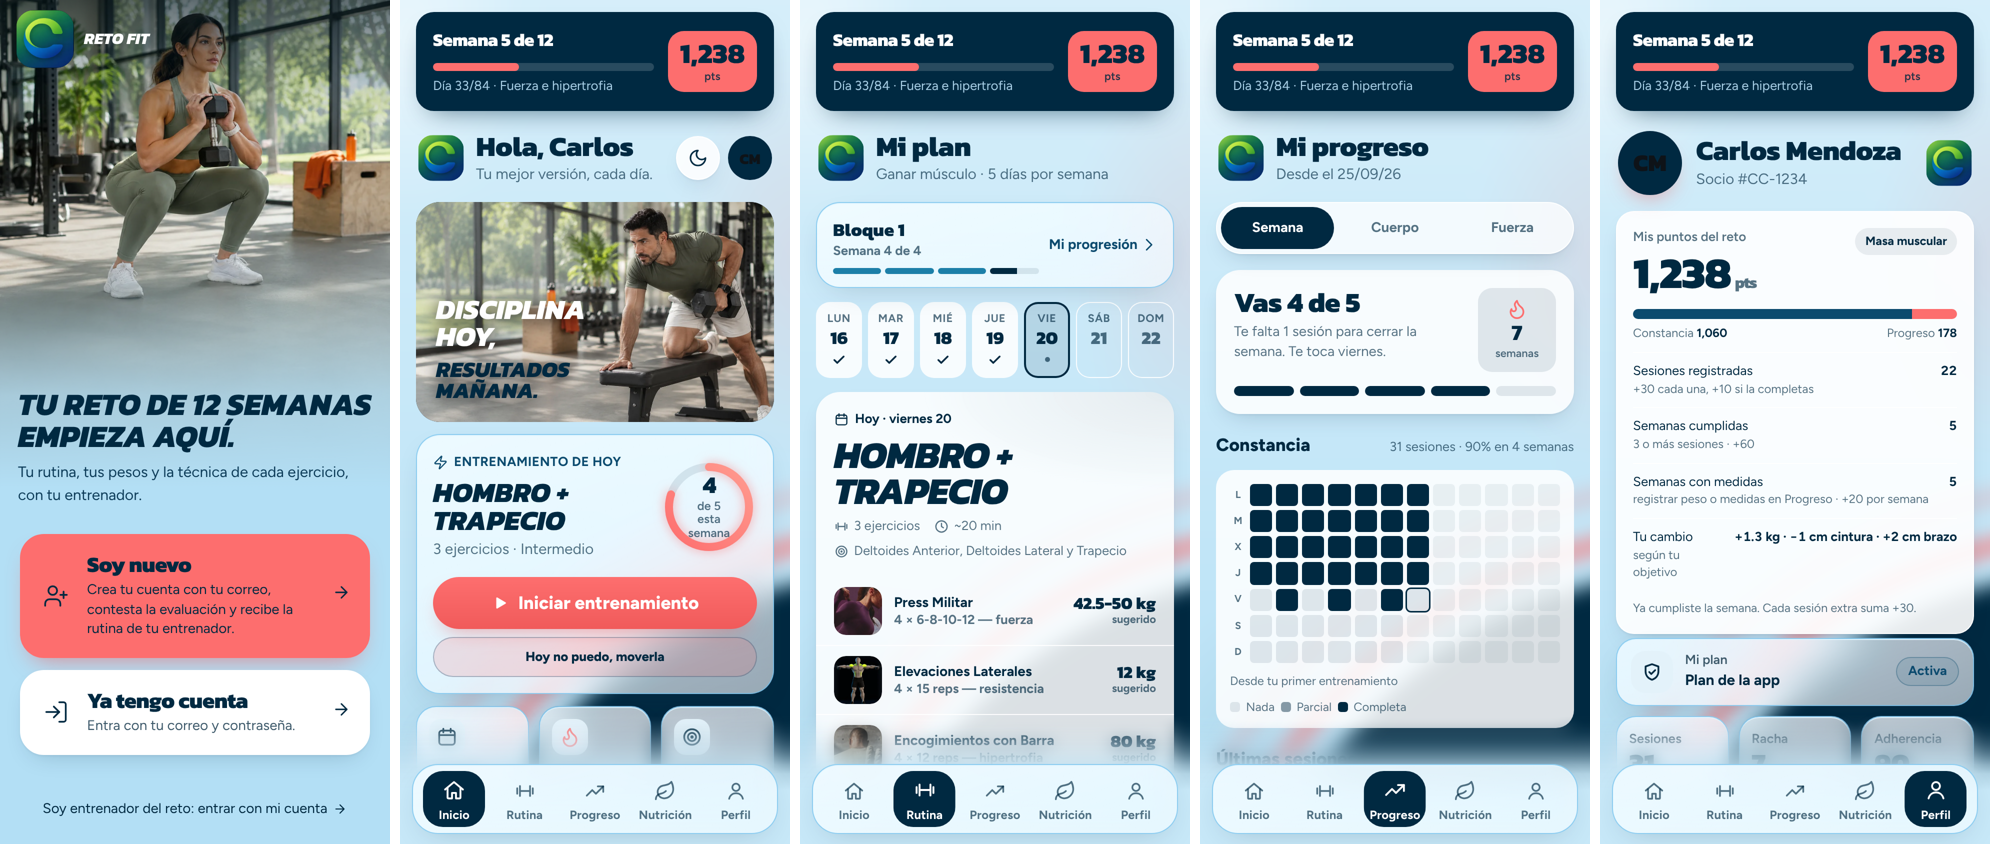 RETO FIT
TU RETO DE 12 SEMANAS
EMPIEZA AQUÍ.
Tu rutina, tus pesos y la técnica de cada ejercicio,
con tu entrenador.
Soy nuevo
Crea tu cuenta con tu correo,
contesta la evaluación y recibe la
rutina de tu entrenador.
Ya tengo cuenta
Entra con tu correo y contraseña.
Soy entrenador del reto: entrar con mi cuenta →
Semana 5 de 12
1,238
pts
Día 33/84 · Fuerza e hipertrofia
Hola, Carlos
Tu mejor versión, cada día.
CM
DISCIPLINA
HOY,
RESULTADOS
MAÑANA.
ENTRENAMIENTO DE HOY
HOMBRO +
TRAPECIO
3 ejercicios · Intermedio
4
de 5
esta
semana
Iniciar entrenamiento
Hoy no puedo, moverla
Inicio
Rutina
Progreso
Nutrición
Perfil
Semana 5 de 12
1,238
pts
Día 33/84 · Fuerza e hipertrofia
Mi plan
Ganar músculo · 5 días por semana
Bloque 1
Semana 4 de 4
Mi progresión
LUN MAR MIÉ JUE VIE SÁB DOM
16 17 18 19 20 21 22
Hoy · viernes 20
HOMBRO +
TRAPECIO
3 ejercicios ~20 min
Deltoides Anterior, Deltoides Lateral y Trapecio
Press Militar 42.5–50 kg
4 × 6-8-10-12 — fuerza sugerido
Elevaciones Laterales 12 kg
4 × 15 reps — resistencia sugerido
Encogimientos con Barra 80 kg
4 × 12 reps — hipertrofia sugerido
Inicio
Rutina
Progreso
Nutrición
Perfil
Semana 5 de 12
1,238
pts
Día 33/84 · Fuerza e hipertrofia
Mi progreso
Desde el 25/09/26
Semana
Cuerpo
Fuerza
Vas 4 de 5
Te falta 1 sesión para cerrar la
semana. Te toca viernes.
7
semanas
Constancia
31 sesiones · 90% en 4 semanas
L
M
X
J
V
S
D
Desde tu primer entrenamiento
Nada Parcial Completa
Últimas sesiones
Inicio
Rutina
Progreso
Nutrición
Perfil
Semana 5 de 12
1,238
pts
Día 33/84 · Fuerza e hipertrofia
CM
Carlos Mendoza
Socio #CC-1234
Mis puntos del reto
Masa muscular
1,238 pts
Constancia 1,060
Progreso 178
Sesiones registradas 22
+30 cada una, +10 si la completas
Semanas cumplidas 5
3 o más sesiones · +60
Semanas con medidas 5
registrar peso o medidas en Progreso · +20 por semana
Tu cambio +1.3 kg · −1 cm cintura · +2 cm brazo
según tu
objetivo
Ya cumpliste la semana. Cada sesión extra suma +30.
Mi plan
Plan de la app
Activa
Sesiones Racha Adherencia
Inicio
Rutina
Progreso
Nutrición
Perfil